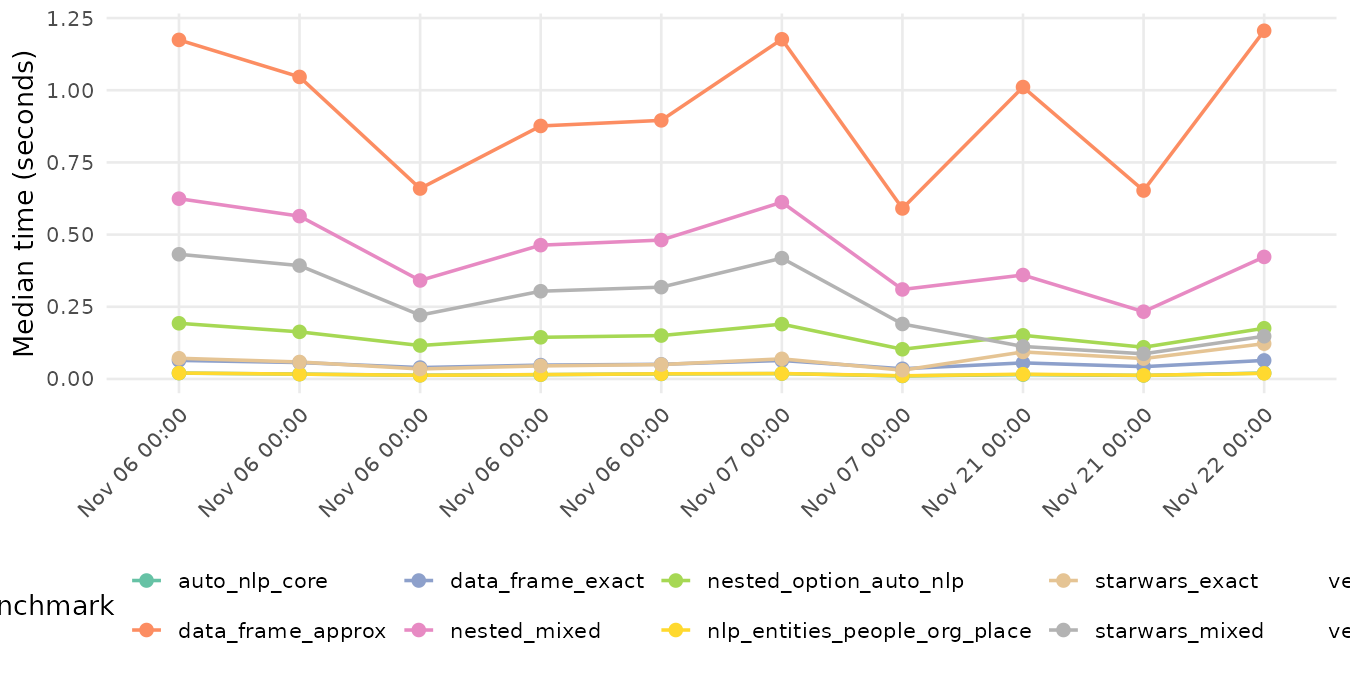 1.25
1.00
0.75
0.50
0.25
0.00
Median time (seconds)
Nov 06 00:00
Nov 06 00:00
Nov 06 00:00
Nov 06 00:00
Nov 06 00:00
Nov 07 00:00
Nov 07 00:00
Nov 21 00:00
Nov 21 00:00
Nov 22 00:00
nchmark
auto_nlp_core data_frame_exact nested_option_auto_nlp starwars_exact ve
data_frame_approx nested_mixed nlp_entities_people_org_place starwars_mixed ve